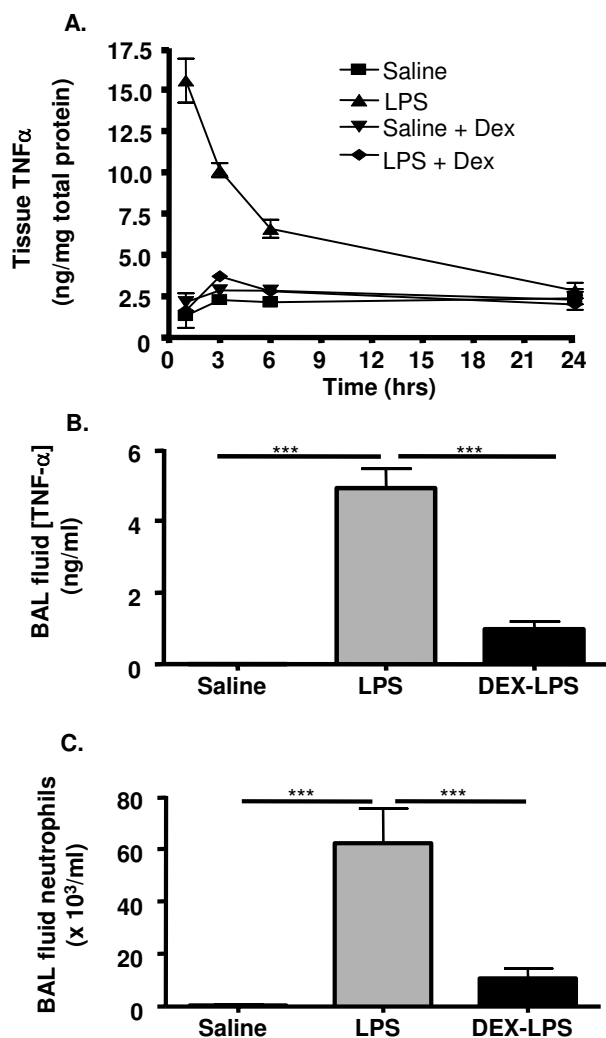 A.
Tissue TNFα
(ng/mg total protein)
17.5
15.0
12.5
10.0
7.5
5.0
2.5
0
Saline
LPS
Saline + Dex
LPS + Dex
0 3 6 9 12 15 18 21 24
Time (hrs)
B.
BAL fluid [TNF-α]
(ng/ml)
6
4
2
0
*** ***
Saline LPS DEX-LPS
C.
BAL fluid neutrophils
(x 10³/ml)
80
60
40
20
0
*** ***
Saline LPS DEX-LPS